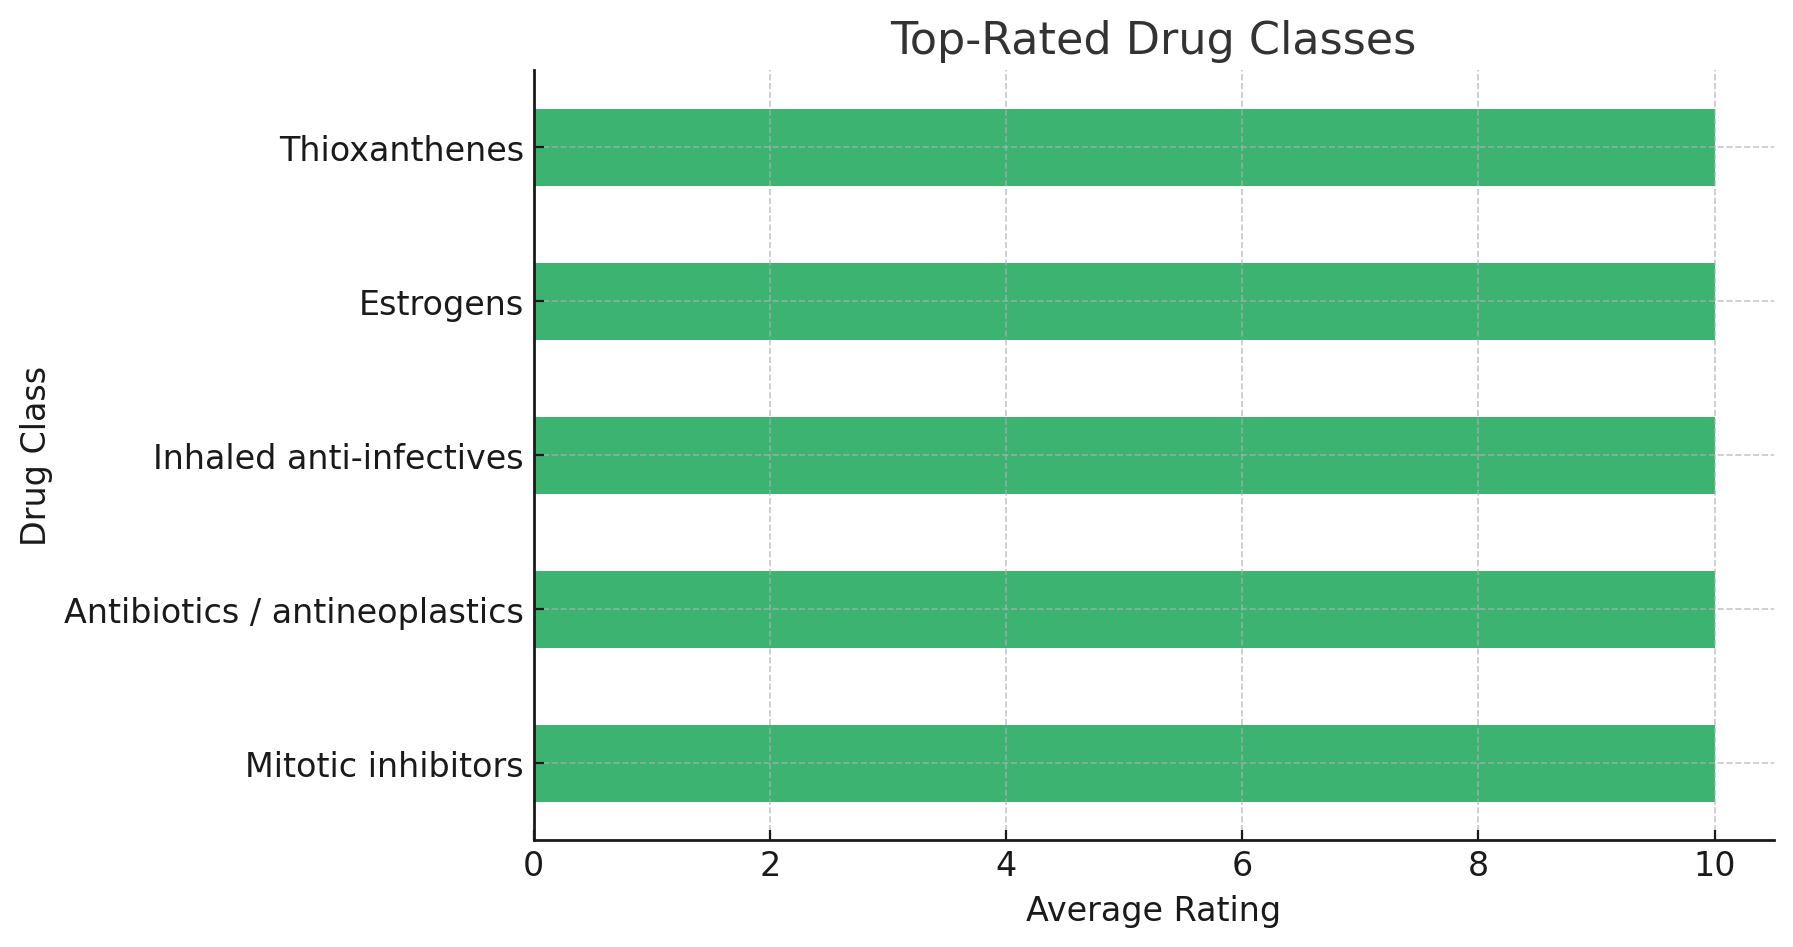 Top-Rated Drug Classes
Thioxanthenes
Estrogens
Inhaled anti-infectives
Antibiotics / antineoplastics
Mitotic inhibitors
Drug Class
0 2 4 6 8 10
Average Rating